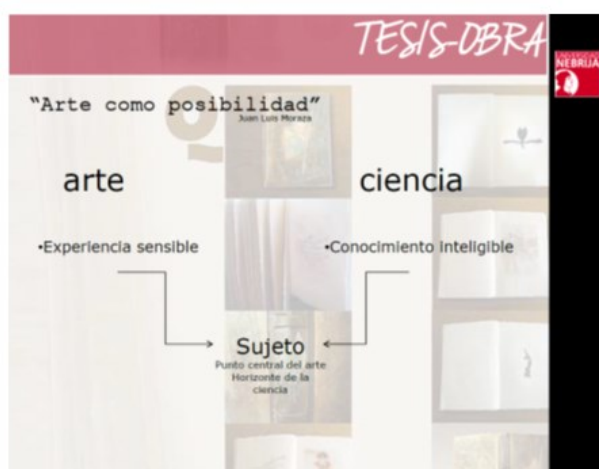 TESIS-OBRA
UNIVERSIDAD
NEBRIJA
“Arte como posibilidad”
Juan Luis Moraza
arte
ciencia
•Experiencia sensible
•Conocimiento inteligible
Sujeto
Punto central del arte
Horizonte de la
ciencia